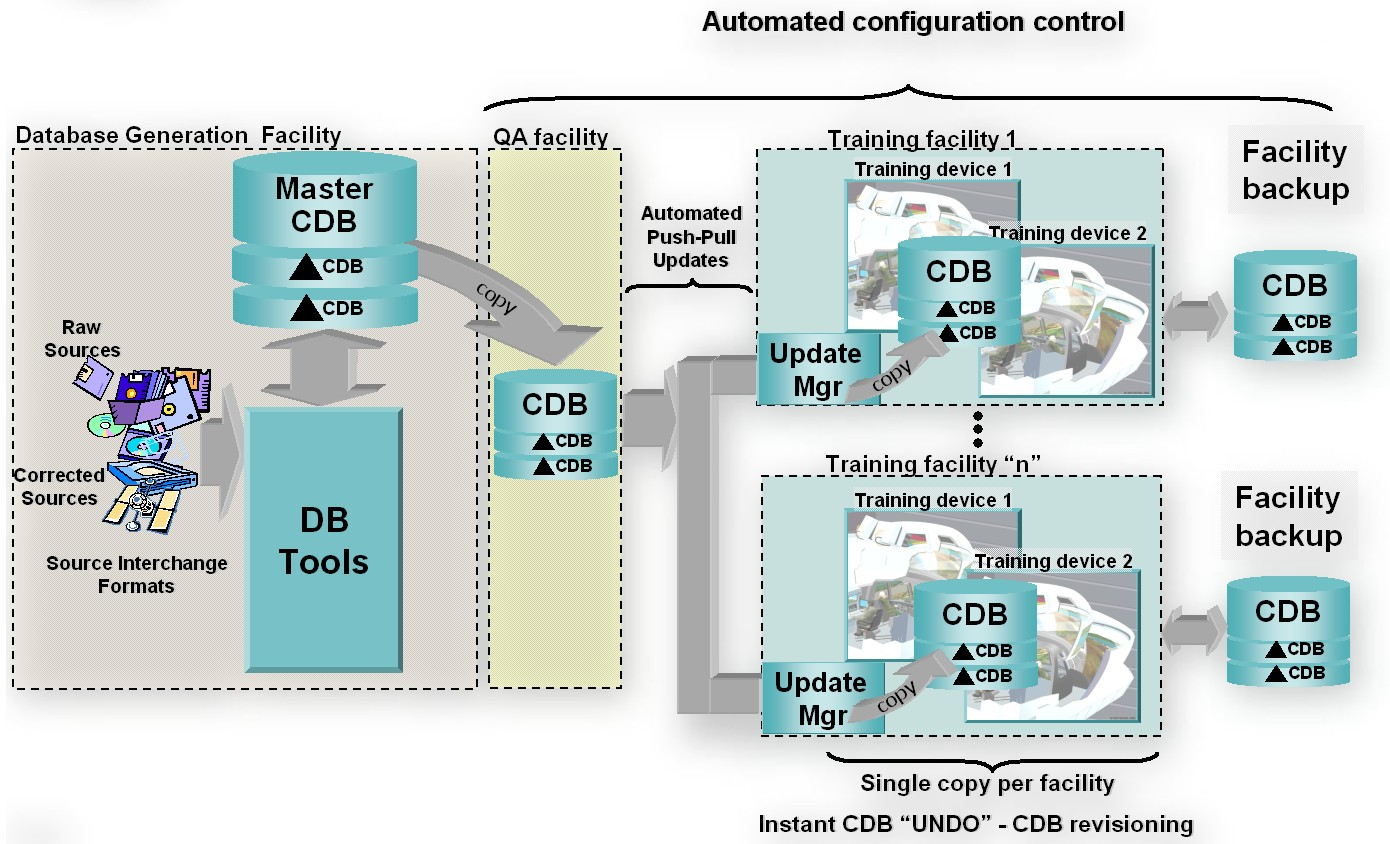 Automated configuration control
Database Generation Facility
QA facility
Training facility 1
Facility
backup
Master
CDB
▲CDB
▲CDB
Automated
Push-Pull
Updates
Training device 1
Training device 2
CDB
▲CDB
▲CDB
CDB
▲CDB
▲CDB
copy
Raw
Sources
Update
Mgr
copy
CDB
▲CDB
▲CDB
Corrected
Sources
DB
Tools
Source Interchange
Formats
Training facility “n”
Training device 1
Training device 2
Facility
backup
CDB
▲CDB
▲CDB
CDB
▲CDB
▲CDB
Update
Mgr
copy
Single copy per facility
Instant CDB “UNDO” - CDB revisioning